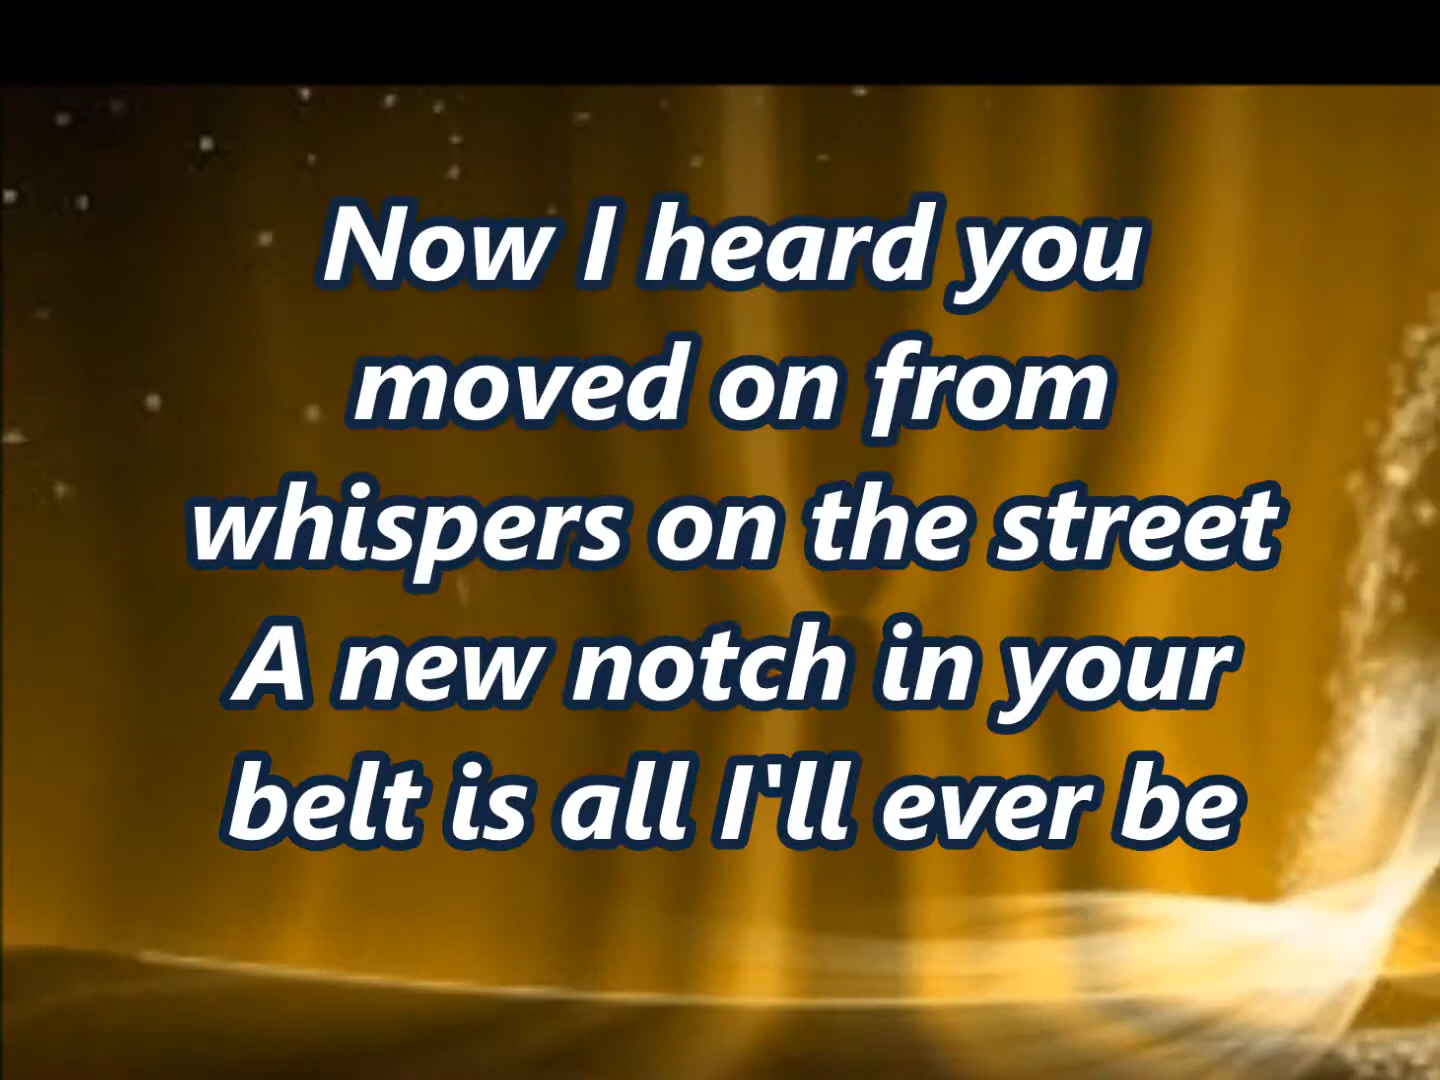 Now I heard you
moved on from
whispers on the street
A new notch in your
belt is all I'll ever be